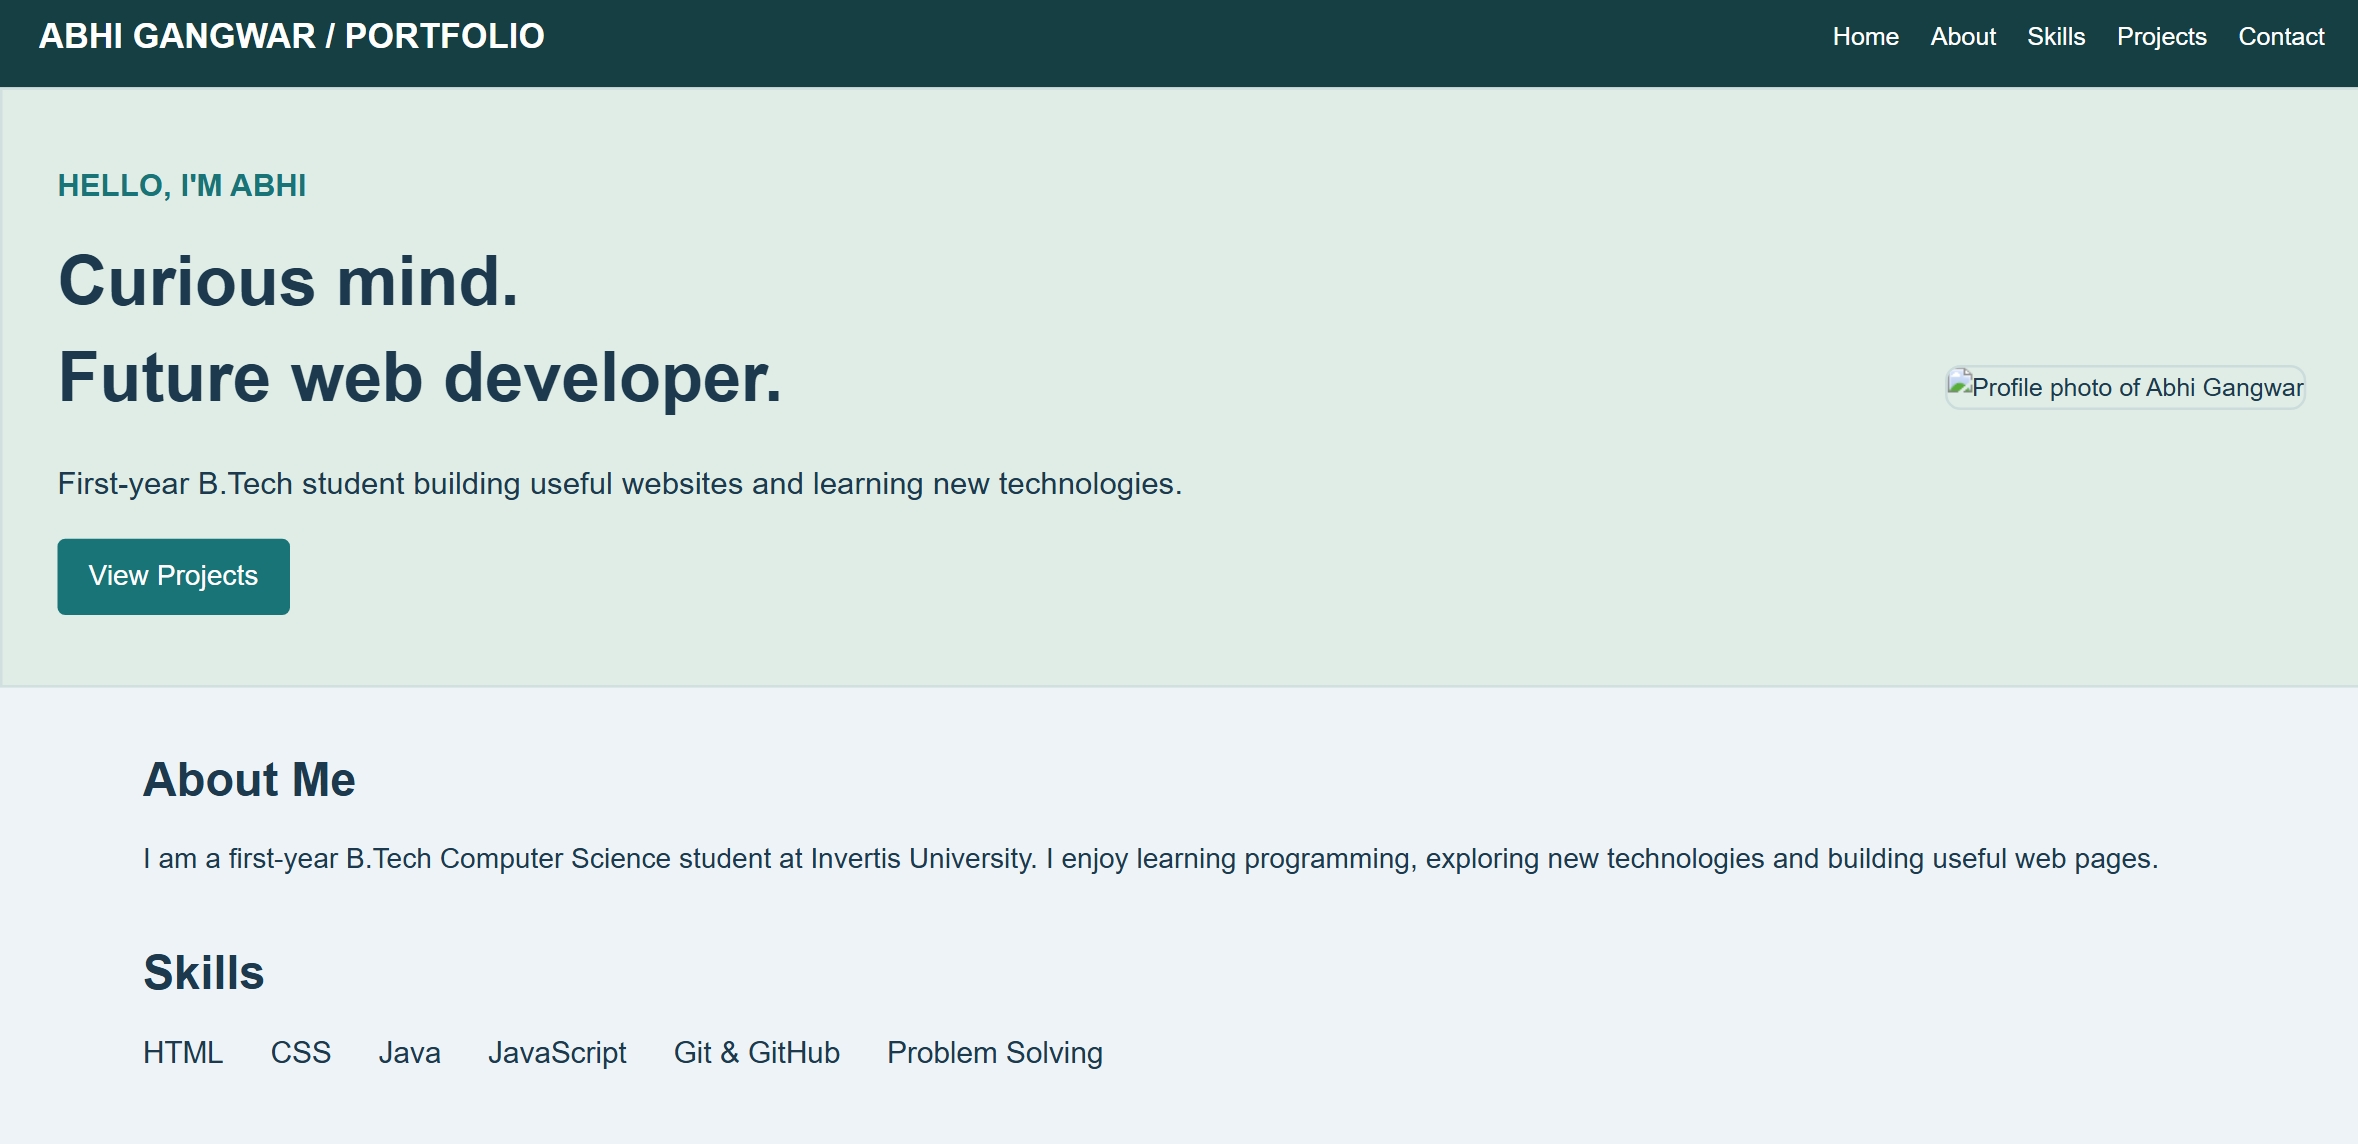 ABHI GANGWAR / PORTFOLIO
Home About Skills Projects Contact
HELLO, I'M ABHI
Curious mind.
Future web developer.
Profile photo of Abhi Gangwar
First-year B.Tech student building useful websites and learning new technologies.
View Projects
About Me
I am a first-year B.Tech Computer Science student at Invertis University. I enjoy learning programming, exploring new technologies and building useful web pages.
Skills
HTML CSS Java JavaScript Git & GitHub Problem Solving